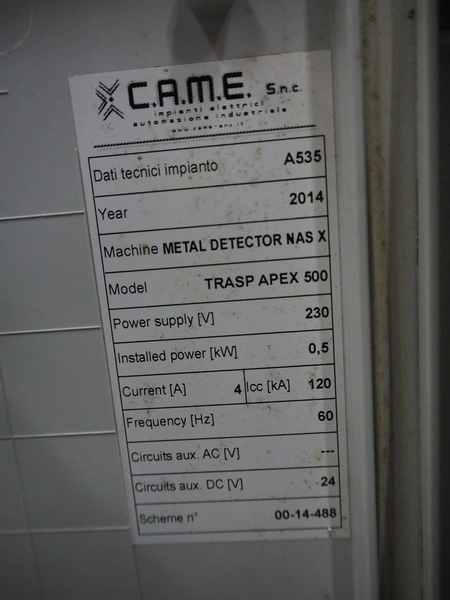 C.A.M.E. S.n.c.
impianti elettrici
automazione industriale
Dati tecnici impianto A535
Year 2014
Machine METAL DETECTOR NAS X
Model TRASP APEX 500
Power supply [V] 230
Installed power [kW] 0,5
Current [A] 4 Icc [kA] 120
Frequency [Hz] 60
Circuits aux. AC [V] ---
Circuits aux. DC [V] 24
Scheme n° 00-14-488